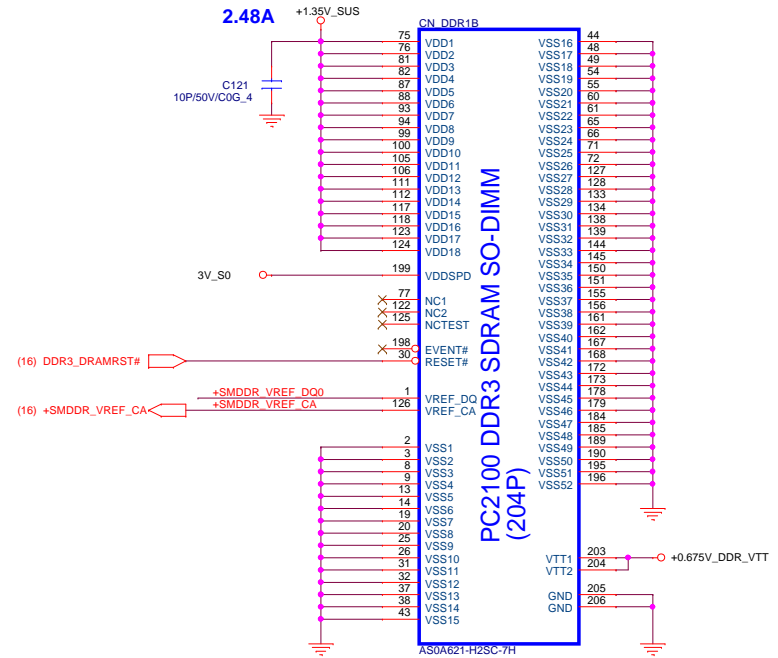 2.48A
+1.35V_SUS
CN_DDR1B
C121
10P/50V/C0G_4
75 VDD1
76 VDD2
81 VDD3
82 VDD4
87 VDD5
88 VDD6
93 VDD7
94 VDD8
99 VDD9
100 VDD10
105 VDD11
106 VDD12
111 VDD13
112 VDD14
117 VDD15
118 VDD16
123 VDD17
124 VDD18
3V_S0 199 VDDSPD
77 NC1
122 NC2
125 NCTEST
198 EVENT#
(16) DDR3_DRAMRST# 30 RESET#
+SMDDR_VREF_DQ0 1 VREF_DQ
(16) +SMDDR_VREF_CA +SMDDR_VREF_CA 126 VREF_CA
2 VSS1
3 VSS2
8 VSS3
9 VSS4
13 VSS5
14 VSS6
19 VSS7
20 VSS8
25 VSS9
26 VSS10
31 VSS11
32 VSS12
37 VSS13
38 VSS14
43 VSS15
PC2100 DDR3 SDRAM SO-DIMM
(204P)
VSS16 44
VSS17 48
VSS18 49
VSS19 54
VSS20 55
VSS21 60
VSS22 61
VSS23 65
VSS24 66
VSS25 71
VSS26 72
VSS27 127
VSS28 128
VSS29 133
VSS30 134
VSS31 138
VSS32 139
VSS33 144
VSS34 145
VSS35 150
VSS36 151
VSS37 155
VSS38 156
VSS39 161
VSS40 162
VSS41 167
VSS42 168
VSS43 172
VSS44 173
VSS45 178
VSS46 179
VSS47 184
VSS48 185
VSS49 189
VSS50 190
VSS51 195
VSS52 196
VTT1 203
VTT2 204
+0.675V_DDR_VTT
GND 205
GND 206
AS0A621-H2SC-7H